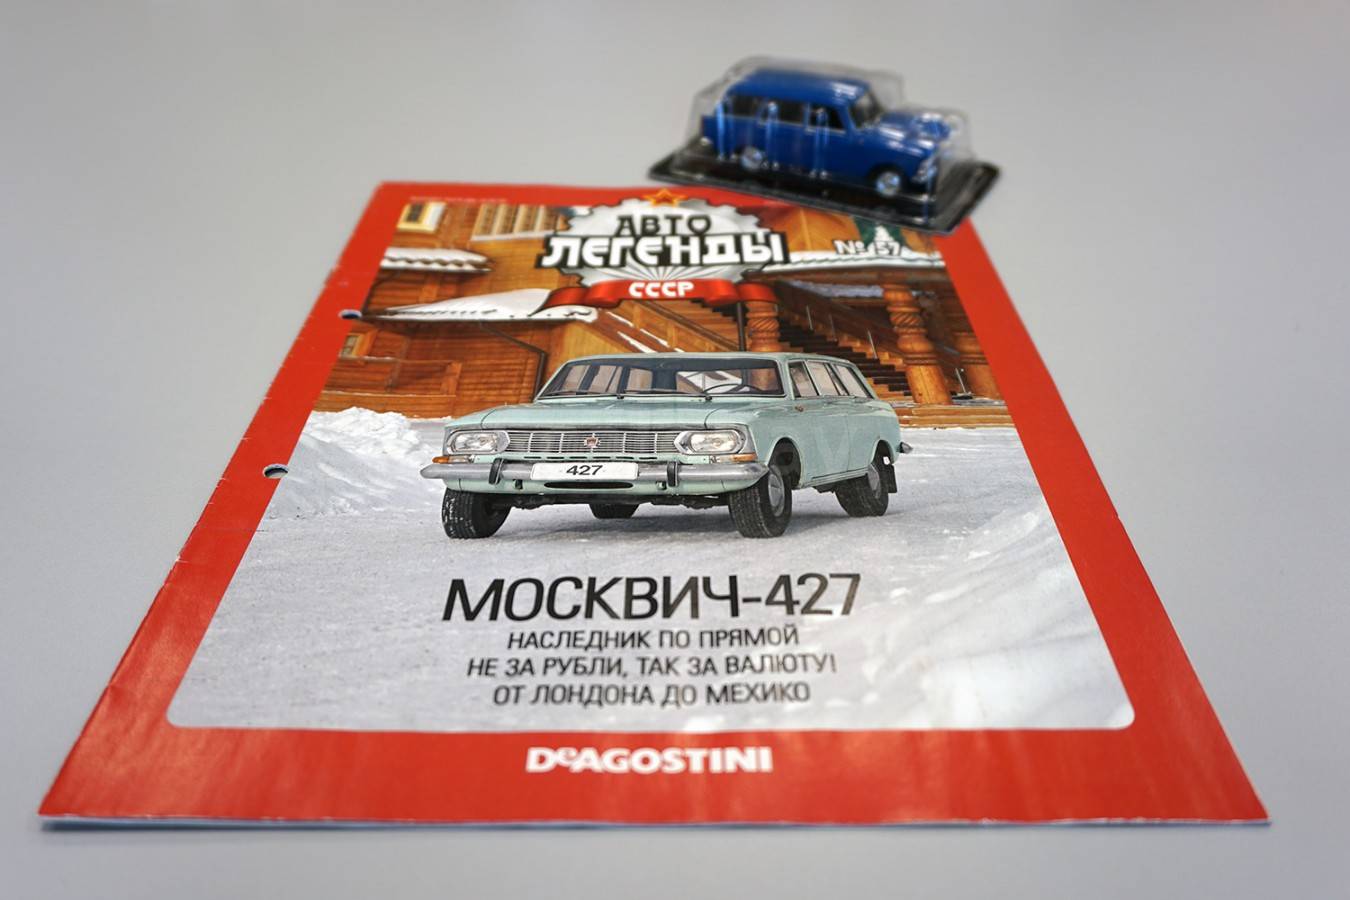 АВТО
ЛЕГЕНДЫ
СССР
427
МОСКВИЧ-427
НАСЛЕДНИК ПО ПРЯМОЙ
НЕ ЗА РУБЛИ, ТАК ЗА ВАЛЮТУ!
ОТ ЛОНДОНА ДО МЕХИКО
DeAGOSTINI